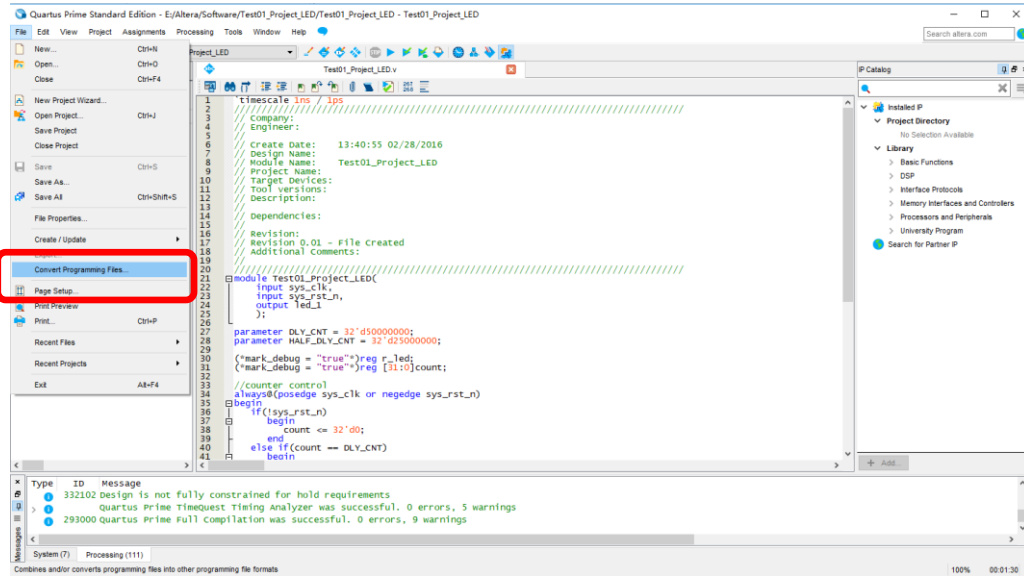 Quartus Prime Standard Edition - E:/Altera/Software/Test01_Project_LED/Test01_Project_LED - Test01_Project_LED
File Edit View Project Assignments Processing Tools Window Help
Search altera.com
New... Ctrl+N
Open... Ctrl+O
Close Ctrl+F4
New Project Wizard...
Open Project... Ctrl+J
Save Project
Close Project
Save Ctrl+S
Save As...
Save All Ctrl+Shift+S
File Properties...
Create / Update
Convert Programming Files...
Page Setup...
Print Preview
Print... Ctrl+P
Recent Files
Recent Projects
Exit Alt+F4
Project_LED
Test01_Project_LED.v
1 `timescale 1ns / 1ps
2 //////////////////////////////////////////////////////////////////////////////////
3 // Company:
4 // Engineer:
5 //
6 // Create Date: 13:40:55 02/28/2016
7 // Design Name:
8 // Module Name: Test01_Project_LED
9 // Project Name:
10 // Target Devices:
11 // Tool versions:
12 // Description:
13 //
14 // Dependencies:
15 //
16 // Revision:
17 // Revision 0.01 - File Created
18 // Additional Comments:
19 //
20 //////////////////////////////////////////////////////////////////////////////////
21 module Test01_Project_LED(
22 input sys_clk,
23 input sys_rst_n,
24 output led_1
25 );
26
27 parameter DLY_CNT = 32'd50000000;
28 parameter HALF_DLY_CNT = 32'd25000000;
29
30 (*mark_debug = "true"*)reg r_led;
31 (*mark_debug = "true"*)reg [31:0]count;
32
33 //counter control
34 always@(posedge sys_clk or negedge sys_rst_n)
35 begin
36 if(!sys_rst_n)
37 begin
38 count <= 32'd0;
39 end
40 else if(count == DLY_CNT)
41 begin
IP Catalog
Installed IP
Project Directory
No Selection Available
Library
Basic Functions
DSP
Interface Protocols
Memory Interfaces and Controllers
Processors and Peripherals
University Program
Search for Partner IP
+ Add...
Messages
Type ID Message
332102 Design is not fully constrained for hold requirements
Quartus Prime TimeQuest Timing Analyzer was successful. 0 errors, 5 warnings
293000 Quartus Prime Full Compilation was successful. 0 errors, 9 warnings
System (7) Processing (111)
Combines and/or converts programming files into other programming file formats
100% 00:01:30